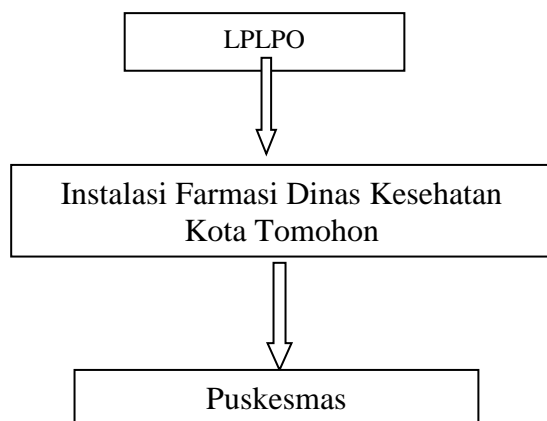 LPLPO
Instalasi Farmasi Dinas Kesehatan
Kota Tomohon
Puskesmas